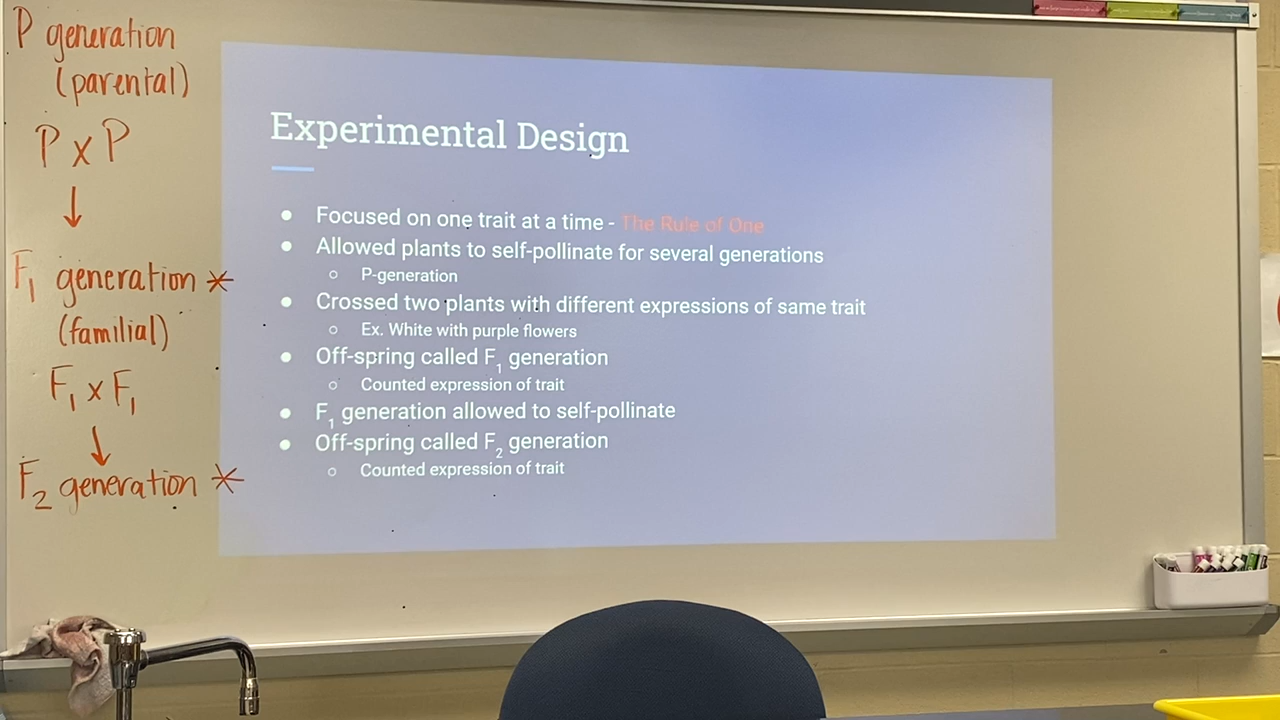 P generation
(parental)
P x P
↓
F₁ generation *
(familial)
F₁ x F₁
↓
F₂ generation *
Experimental Design
● Focused on one trait at a time - The Rule of One
● Allowed plants to self-pollinate for several generations
○ P-generation
● Crossed two plants with different expressions of same trait
○ Ex. White with purple flowers
● Off-spring called F₁ generation
○ Counted expression of trait
● F₁ generation allowed to self-pollinate
● Off-spring called F₂ generation
○ Counted expression of trait